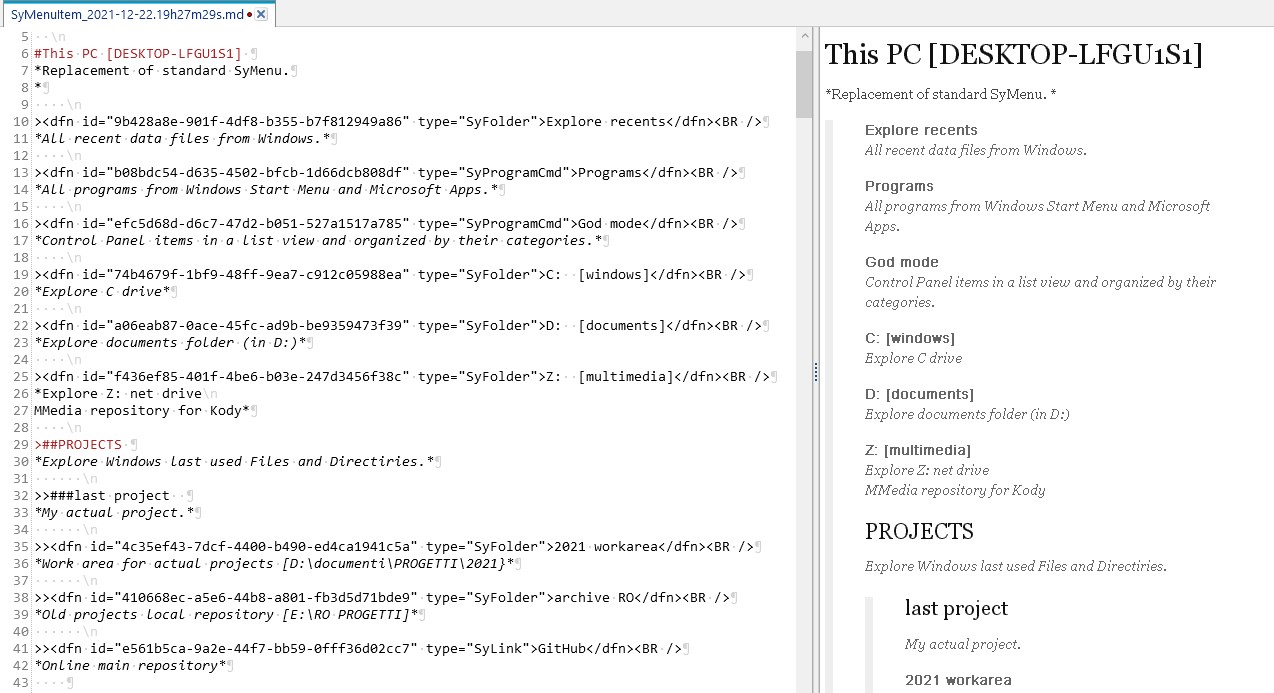 SyMenuItem_2021-12-22.19h27m29s.md
5 \n
6 #This PC [DESKTOP-LFGU1S1] ¶
7 *Replacement of standard SyMenu.¶
8 *¶
9 \n
10 ><dfn id="9b428a8e-901f-4df8-b355-b7f812949a86" type="SyFolder">Explore recents</dfn><BR />¶
11 *All recent data files from Windows.*¶
12 \n
13 ><dfn id="b08bdc54-d635-4502-bfcb-1d66dcb808df" type="SyProgramCmd">Programs</dfn><BR />¶
14 *All programs from Windows Start Menu and Microsoft Apps.*¶
15 \n
16 ><dfn id="efc5d68d-d6c7-47d2-b051-527a1517a785" type="SyProgramCmd">God mode</dfn><BR />¶
17 *Control Panel items in a list view and organized by their categories.*¶
18 \n
19 ><dfn id="74b4679f-1bf9-48ff-9ea7-c912c05988ea" type="SyFolder">C:  [windows]</dfn><BR />¶
20 *Explore C drive*¶
21 \n
22 ><dfn id="a06eab87-0ace-45fc-ad9b-be9359473f39" type="SyFolder">D:  [documents]</dfn><BR />¶
23 *Explore documents folder (in D:)*¶
24 \n
25 ><dfn id="f436ef85-401f-4be6-b03e-247d3456f38c" type="SyFolder">Z:  [multimedia]</dfn><BR />¶
26 *Explore Z: net drive\n
27 MMedia repository for Kody*¶
28 \n
29 >##PROJECTS ¶
30 *Explore Windows last used Files and Directiries.*¶
31 \n
32 >>###last project  ¶
33 *My actual project.*¶
34 \n
35 >><dfn id="4c35ef43-7dcf-4400-b490-ed4ca1941c5a" type="SyFolder">2021 workarea</dfn><BR />¶
36 *Work area for actual projects [D:\documenti\PROGETTI\2021}*¶
37 \n
38 >><dfn id="410668ec-a5e6-44b8-a801-fb3d5d71bde9" type="SyFolder">archive RO</dfn><BR />¶
39 *Old projects local repository [E:\RO PROGETTI]*¶
40 \n
41 >><dfn id="e561b5ca-9a2e-44f7-bb59-0fff36d02cc7" type="SyLink">GitHub</dfn><BR />¶
42 *Online main repository*¶
43 ¶
This PC [DESKTOP-LFGU1S1]
*Replacement of standard SyMenu. *
Explore recents
All recent data files from Windows.
Programs
All programs from Windows Start Menu and Microsoft
Apps.
God mode
Control Panel items in a list view and organized by their
categories.
C: [windows]
Explore C drive
D: [documents]
Explore documents folder (in D:)
Z: [multimedia]
Explore Z: net drive
MMedia repository for Kody
PROJECTS
Explore Windows last used Files and Directiries.
last project
My actual project.
2021 workarea